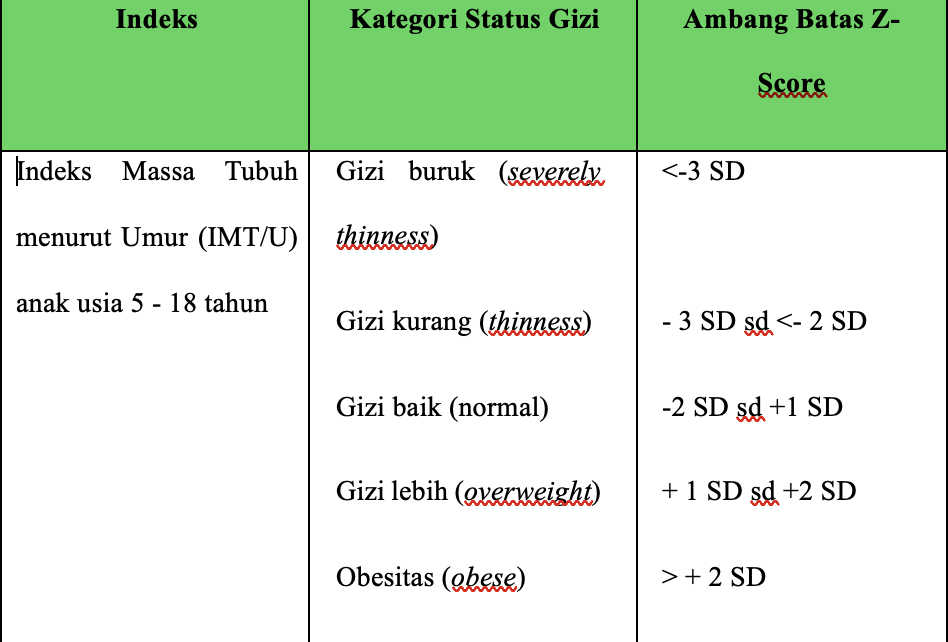 Indeks
Kategori Status Gizi
Ambang Batas Z-
Score
Indeks Massa Tubuh
menurut Umur (IMT/U)
anak usia 5 - 18 tahun
Gizi buruk (severely
thinness)
<-3 SD
Gizi kurang (thinness)
- 3 SD sd <- 2 SD
Gizi baik (normal)
-2 SD sd +1 SD
Gizi lebih (overweight)
+ 1 SD sd +2 SD
Obesitas (obese)
> + 2 SD